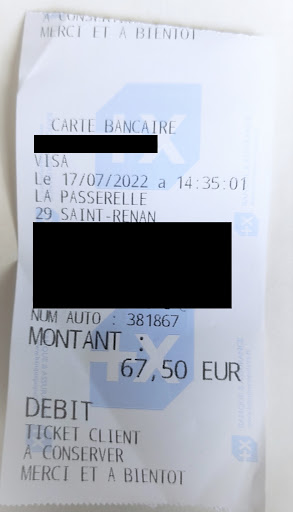 A CONSERVER
MERCI ET A BIENTOT
CARTE BANCAIRE
VISA
Le 17/07/2022 a 14:35:01
LA PASSERELLE
29 SAINT-RENAN
NUM AUTO : 381867
MONTANT :
67,50 EUR
DEBIT
TICKET CLIENT
A CONSERVER
MERCI ET A BIENTOT